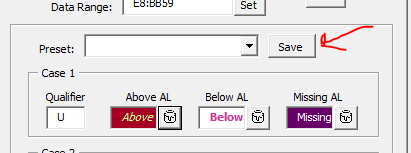 Data Range: E8:BB59 Set
Preset: Save
Case 1
Qualifier Above AL Below AL Missing AL
U Above Below Missing
Case 2